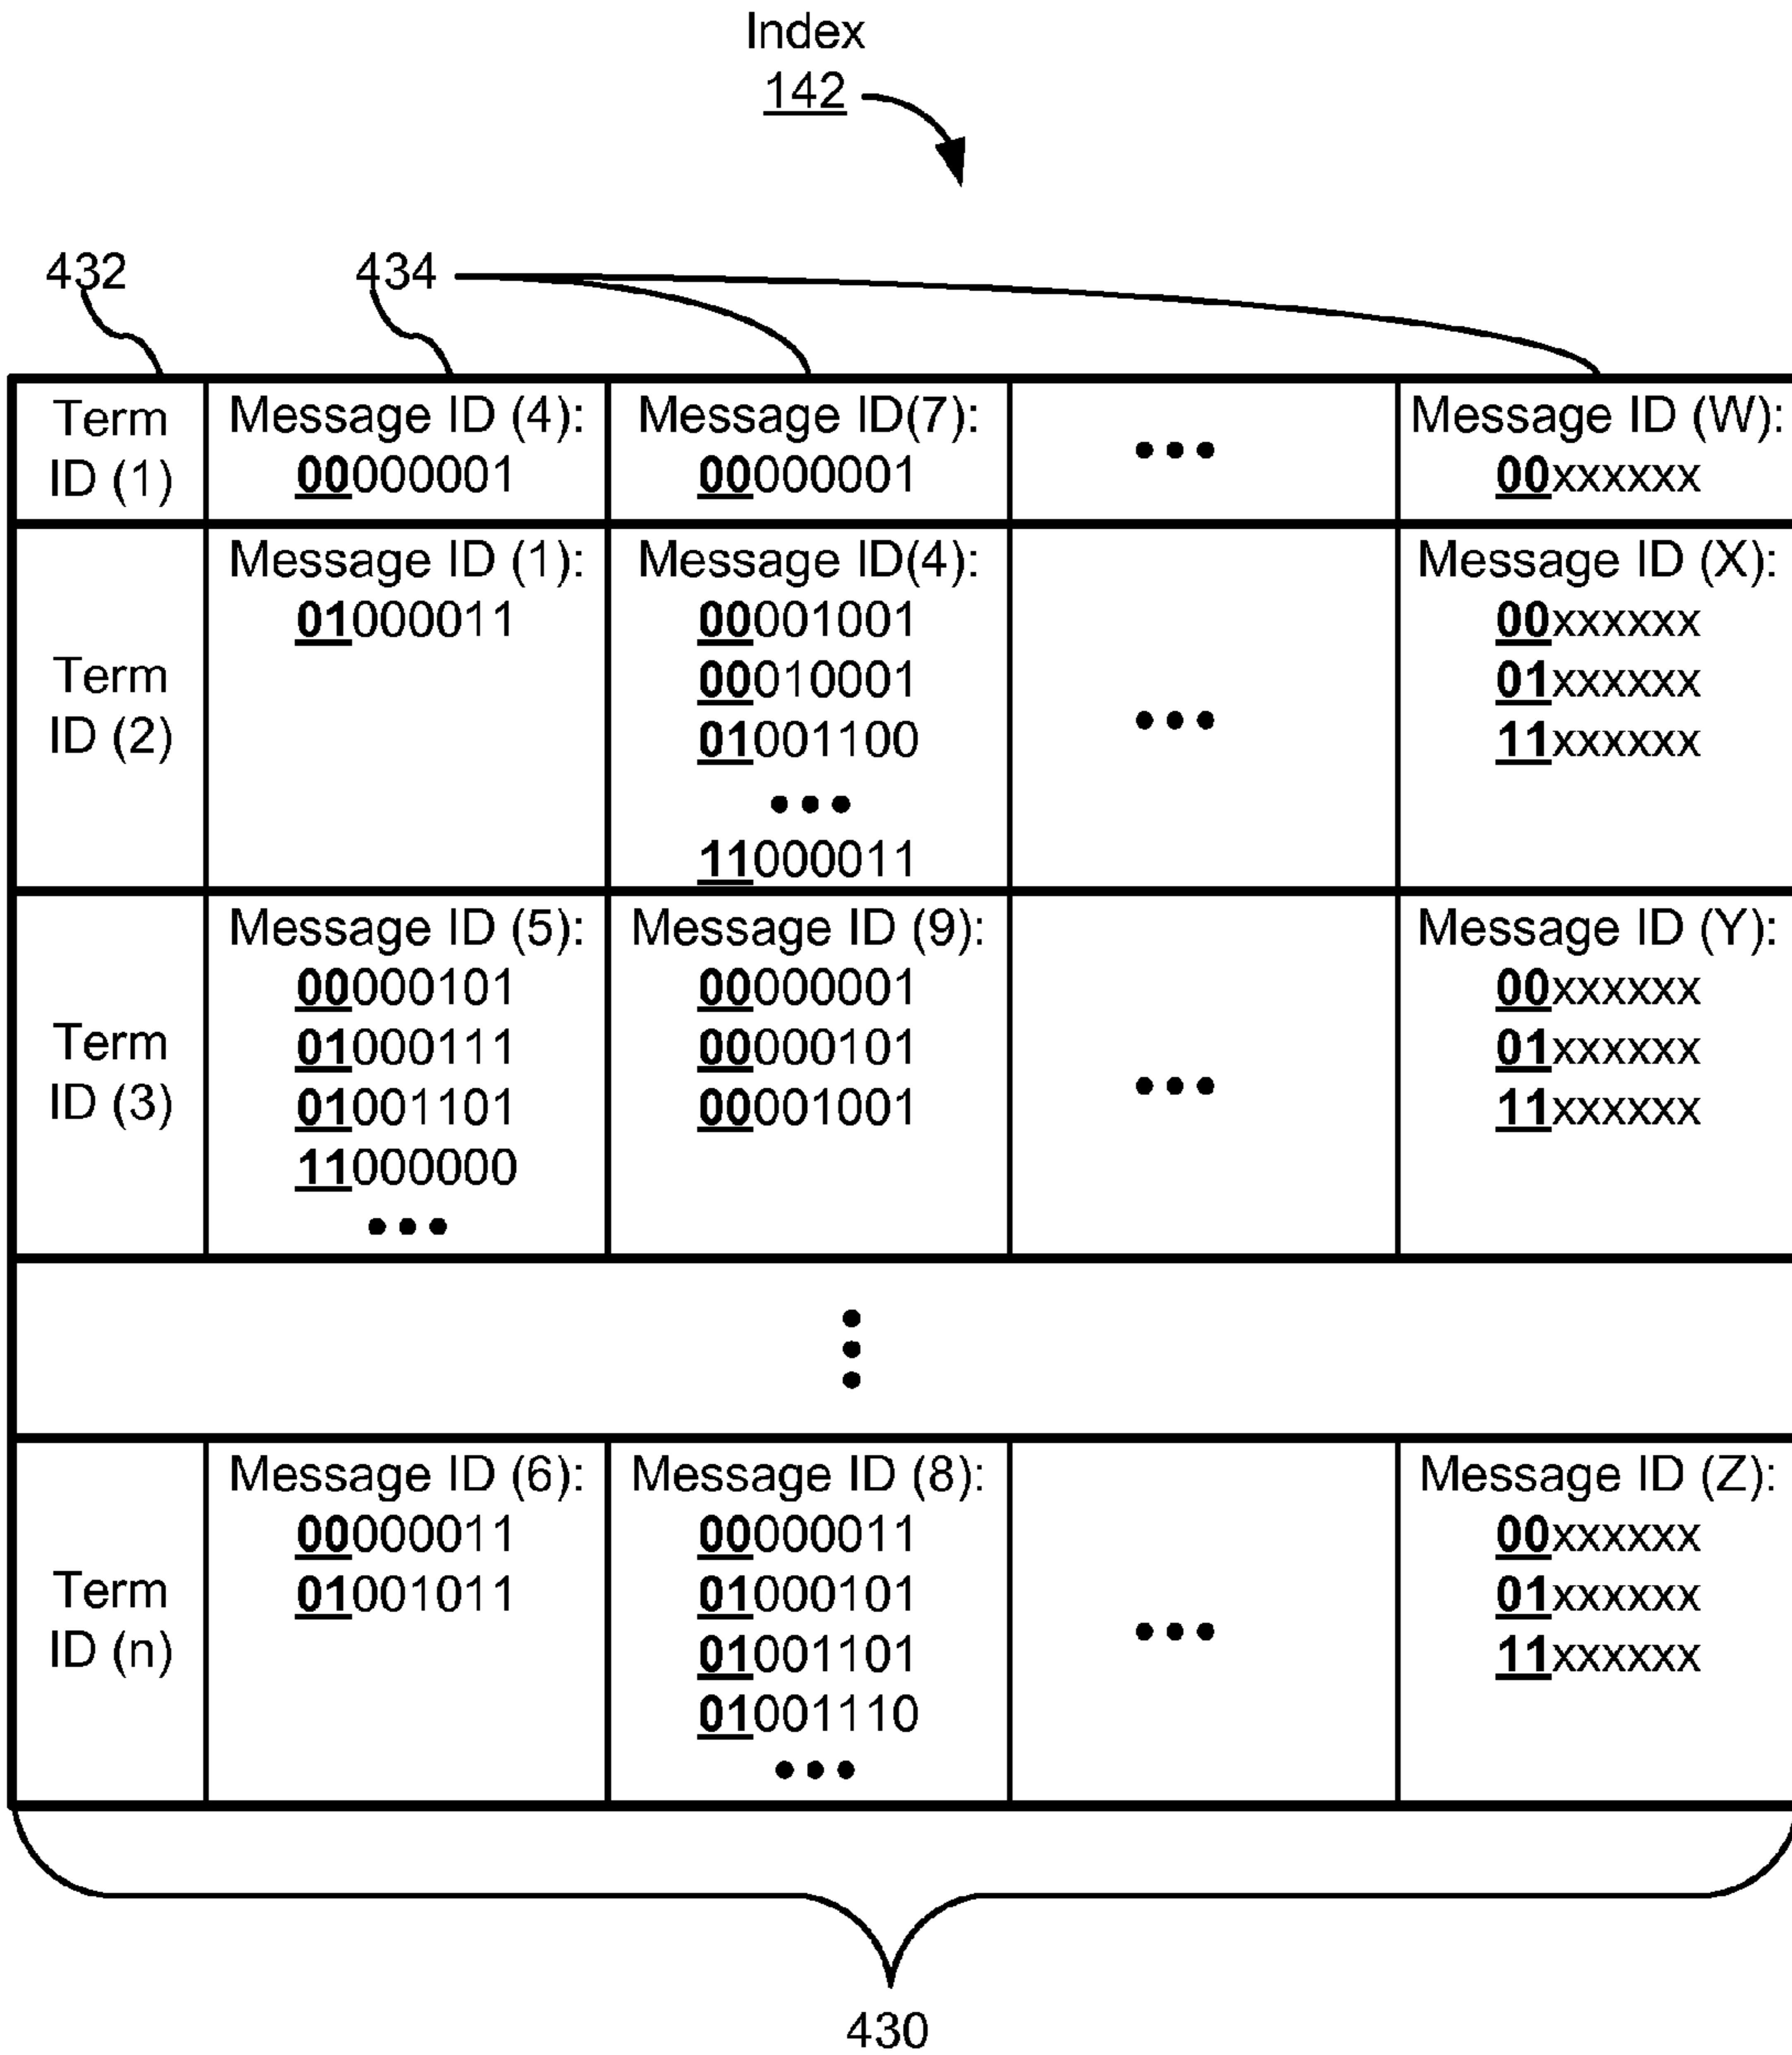 Index
142
432
434
Term
ID (1)
Message ID (4):
00000001
Message ID(7):
00000001
•••
Message ID (W):
00xxxxxx
Term
ID (2)
Message ID (1):
01000011
Message ID(4):
00001001
00010001
01001100
•••
11000011
•••
Message ID (X):
00xxxxxx
01xxxxxx
11xxxxxx
Term
ID (3)
Message ID (5):
00000101
01000111
01001101
11000000
•••
Message ID (9):
00000001
00000101
00001001
•••
Message ID (Y):
00xxxxxx
01xxxxxx
11xxxxxx
Term
ID (n)
Message ID (6):
00000011
01001011
Message ID (8):
00000011
01000101
01001101
01001110
•••
•••
Message ID (Z):
00xxxxxx
01xxxxxx
11xxxxxx
430